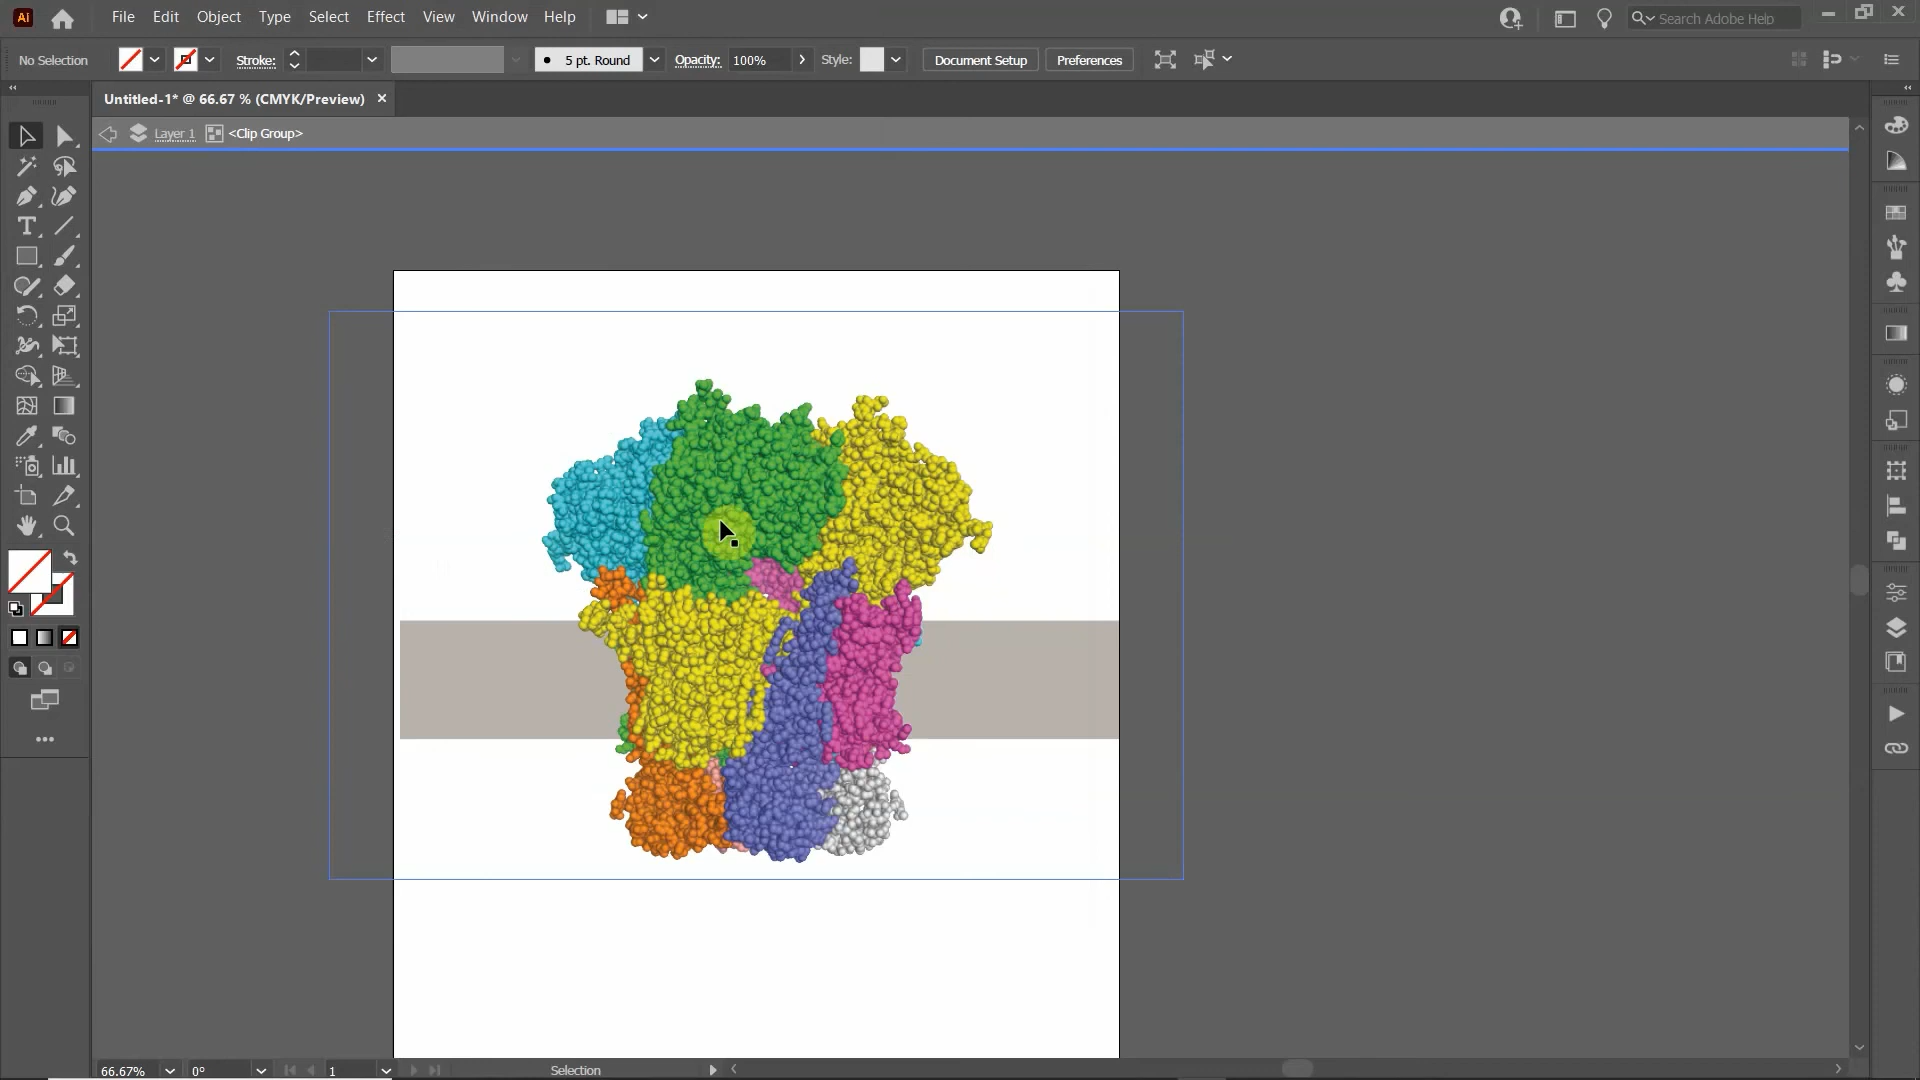 Ai File Edit Object Type Select Effect View Window Help Search Adobe Help
No Selection Stroke: 5 pt. Round Opacity: 100% Style: Document Setup Preferences
Untitled-1* @ 66.67 % (CMYK/Preview)
Layer 1 <Clip Group>
66.67% 0° 1 Selection